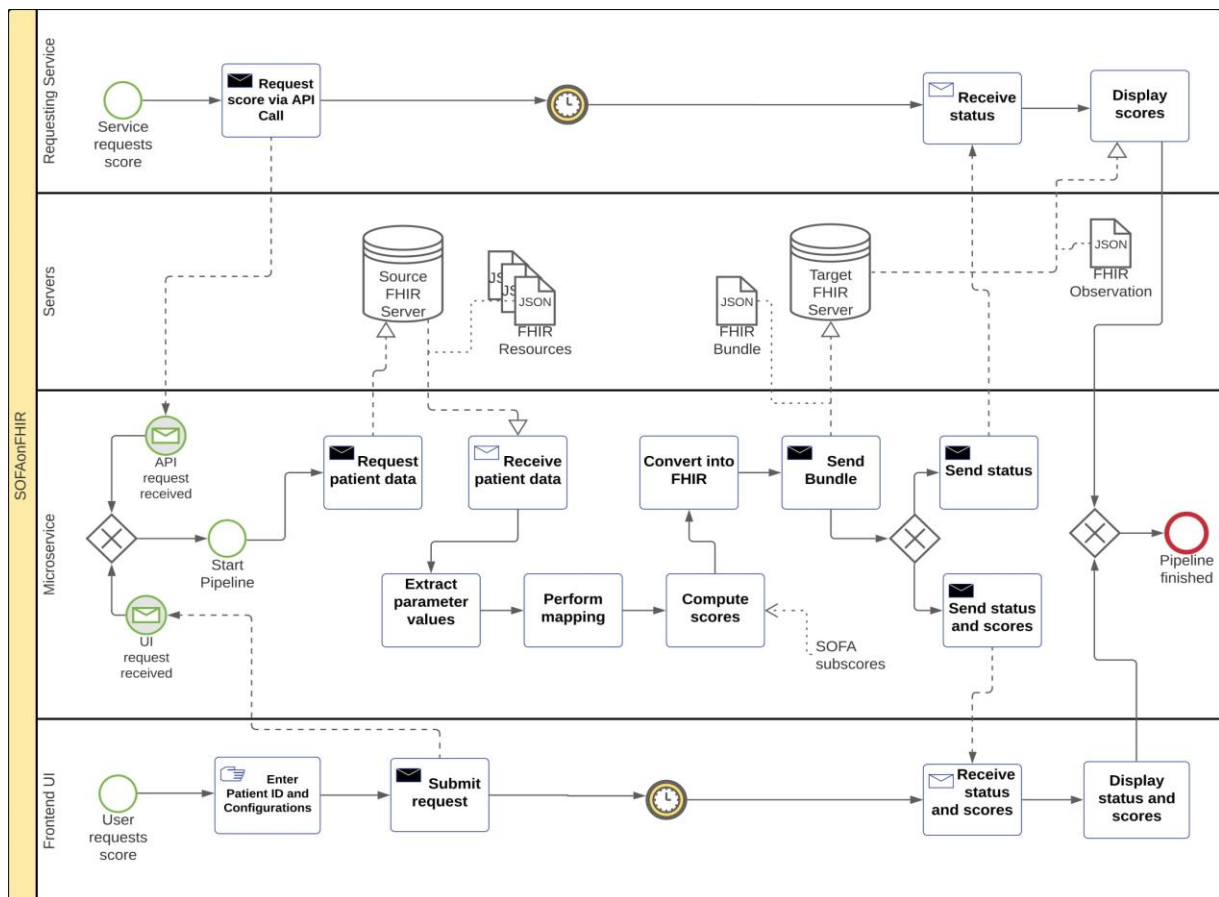 SOFAonFHIR
Requesting Service
Service
requests
score
Request
score via API
Call
Receive
status
Display
scores
Servers
Source
FHIR
Server
JSON
JSON
JSON
FHIR
Resources
JSON
FHIR
Bundle
Target
FHIR
Server
JSON
FHIR
Observation
Microservice
API
request
received
Start
Pipeline
UI
request
received
Request
patient data
Receive
patient data
Extract
parameter
values
Perform
mapping
Compute
scores
SOFA
subscores
Convert into
FHIR
Send
Bundle
Send status
Send status
and scores
Pipeline
finished
Frontend UI
User
requests
score
Enter
Patient ID and
Configurations
Submit
request
Receive
status
and scores
Display
status and
scores